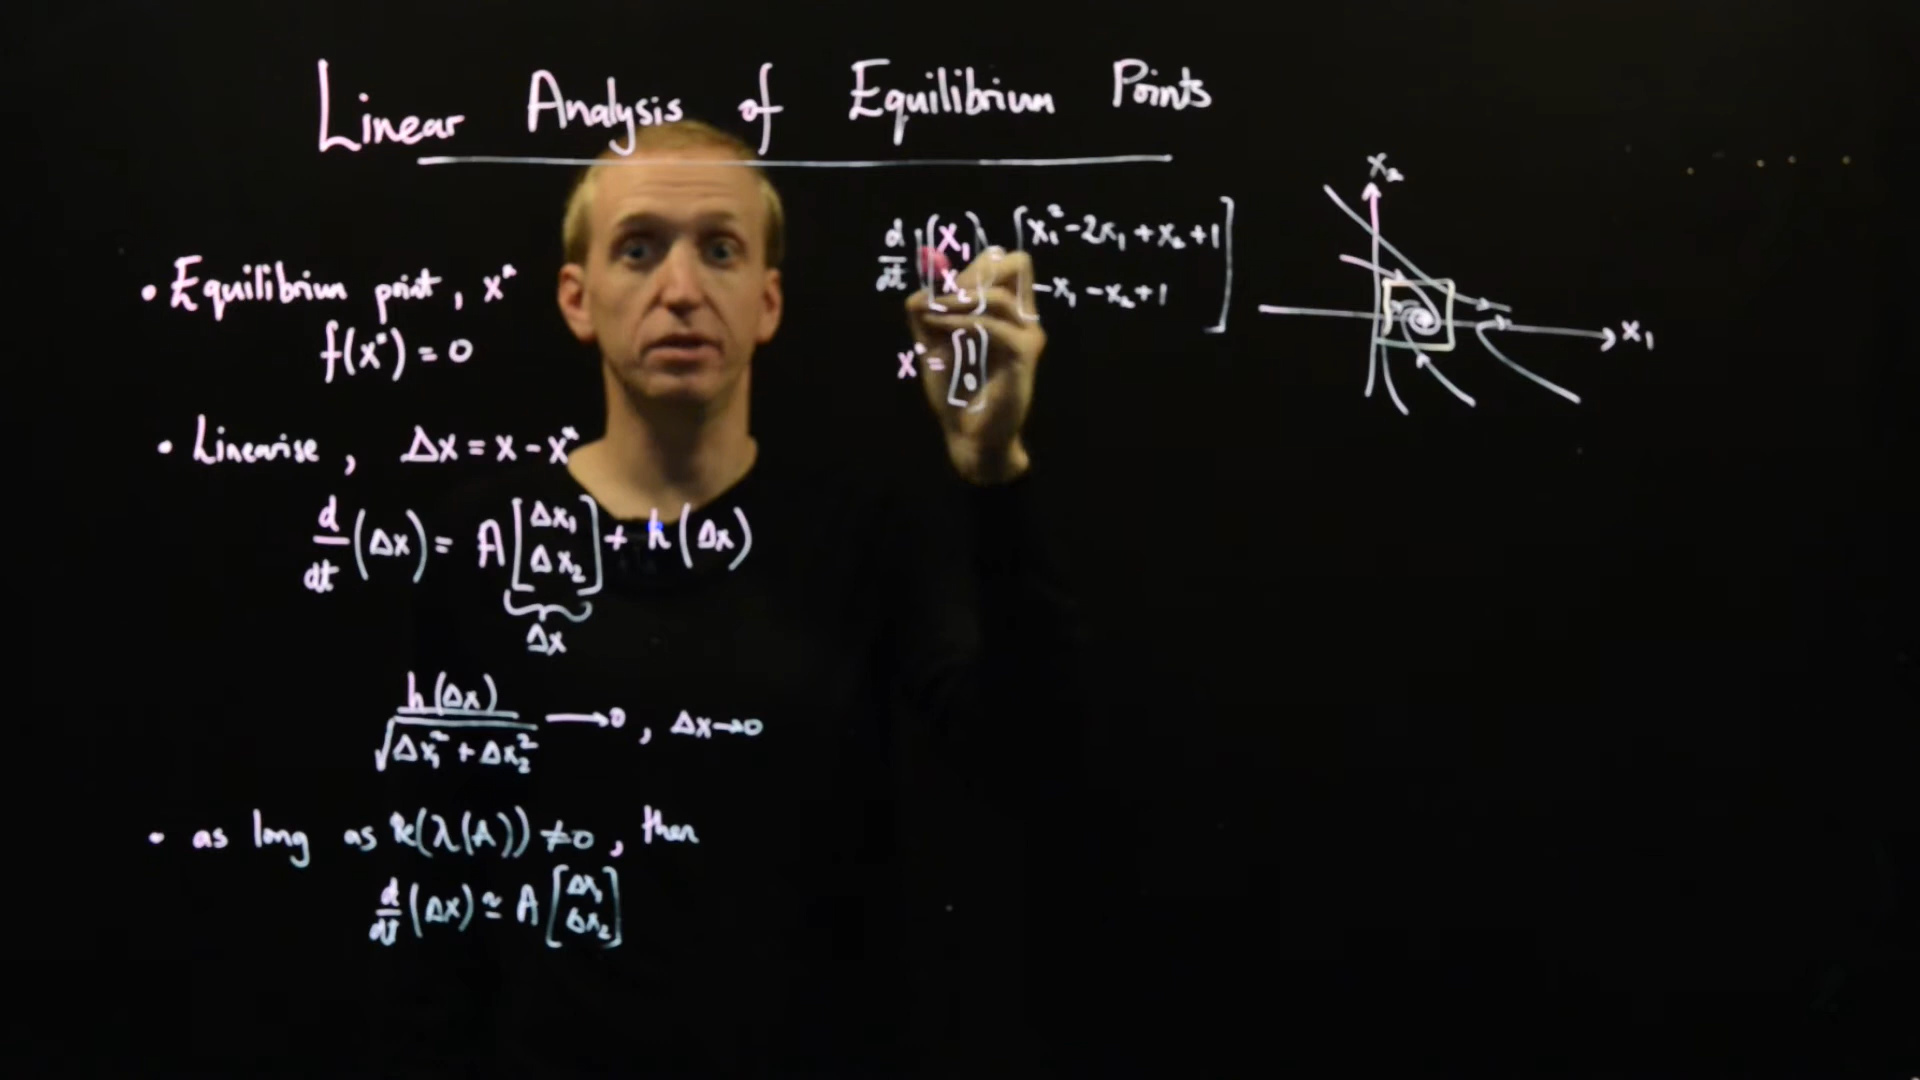 Linear Analysis of Equilibrium Points
• Equilibrium point, x*
f(x*) = 0
• Linearise, Δx = x - x*
d/dt (Δx) = A [Δx₁ Δx₂] + h(Δx)
Δx
h(Δx) / √(Δx₁² + Δx₂²) → 0, Δx → 0
• as long as Re(λ(A)) ≠ 0, then
d/dt (Δx) ≃ A [Δx₁ Δx₂]
d/dt [x₁ x₂] = [x₁² - 2x₁ + x₂ + 1
-x₁ - x₂ + 1]
x* = [1 0]
x₂
x₁